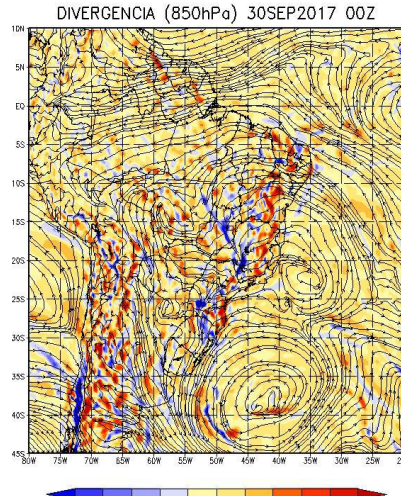 DIVERGENCIA (850hPa) 30SEP2017 00Z
10N
5N
EQ
5S
10S
15S
20S
25S
30S
35S
40S
45S
80W 75W 70W 65W 60W 55W 50W 45W 40W 35W 30W 25W